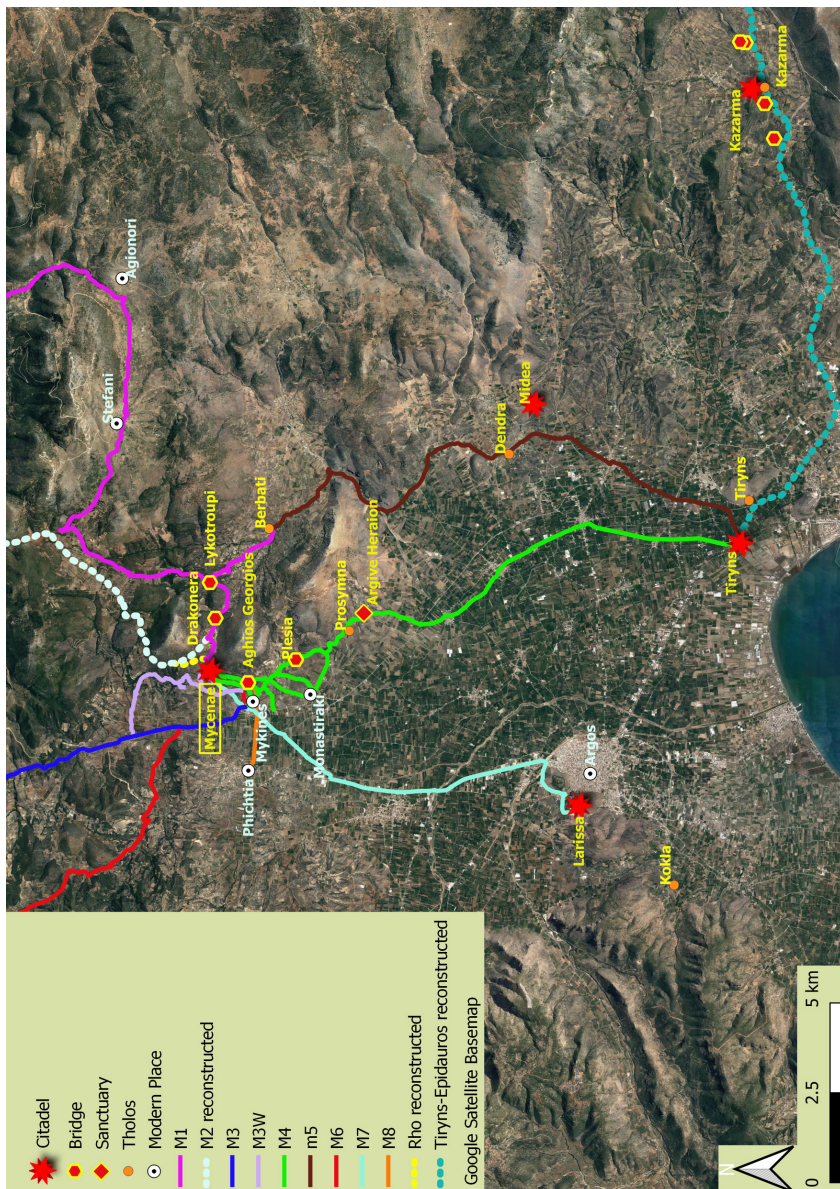 Citadel
Bridge
Sanctuary
Tholos
Modern Place
M1
M2 reconstructed
M3
M3W
M4
m5
M6
M7
M8
Rho reconstructed
Tiryns-Epidauros reconstructed
Google Satellite Basemap
N
0
2.5
5 km
Agionori
Stefani
Lykotroupi
Drakonera
Berbati
Mycenae
Aghios Georgios
Mykines
Phichtia
Plesia
Monastiraki
Prosymna
Argive Heraion
Dendra
Midea
Kazarma
Kazarma
Tiryns
Tiryns
Argos
Larissa
Kokla